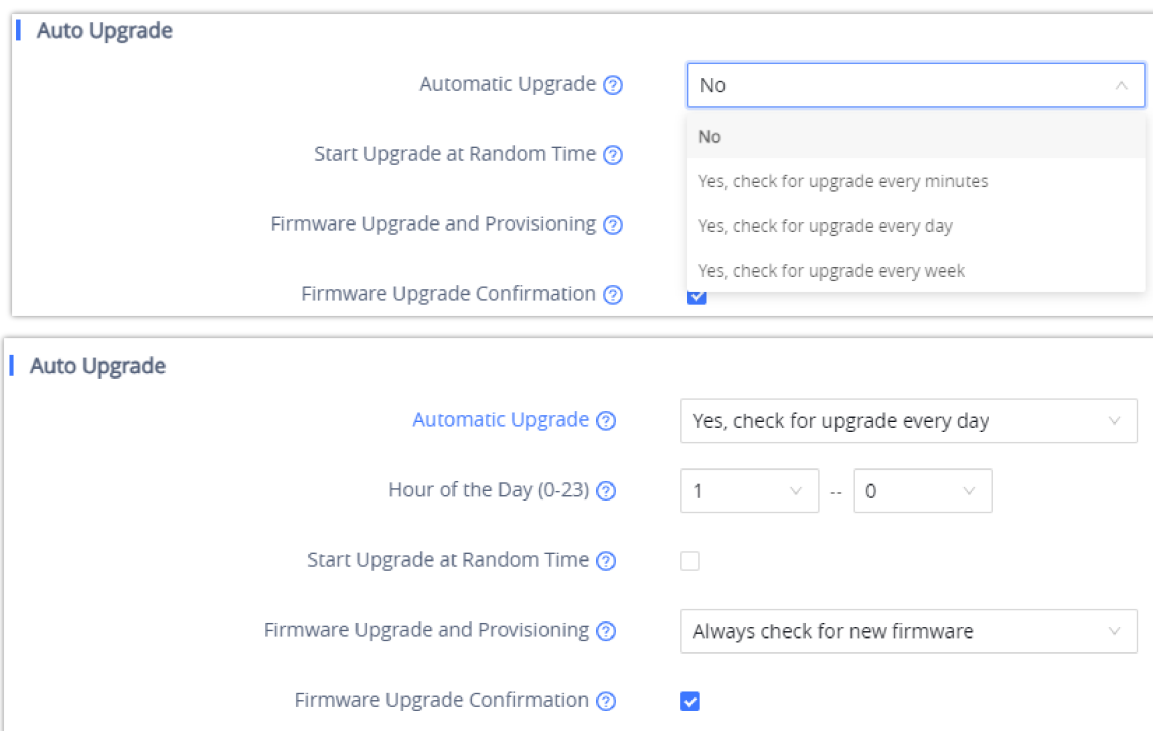 Auto Upgrade
Automatic Upgrade ? No
No
Start Upgrade at Random Time ?
Yes, check for upgrade every minutes
Firmware Upgrade and Provisioning ?
Yes, check for upgrade every day
Yes, check for upgrade every week
Firmware Upgrade Confirmation ?
Auto Upgrade
Automatic Upgrade ? Yes, check for upgrade every day
Hour of the Day (0-23) ? 1 -- 0
Start Upgrade at Random Time ?
Firmware Upgrade and Provisioning ? Always check for new firmware
Firmware Upgrade Confirmation ?